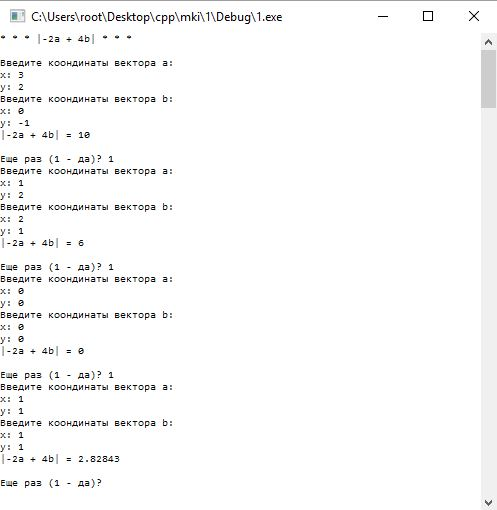 C:\Users\root\Desktop\cpp\mki\1\Debug\1.exe
* * * |-2a + 4b| * * *
Введите коондинаты вектора a:
x: 3
y: 2
Введите коондинаты вектора b:
x: 0
y: -1
|-2a + 4b| = 10
Еще раз (1 - да)? 1
Введите коондинаты вектора a:
x: 1
y: 2
Введите коондинаты вектора b:
x: 2
y: 1
|-2a + 4b| = 6
Еще раз (1 - да)? 1
Введите коондинаты вектора a:
x: 0
y: 0
Введите коондинаты вектора b:
x: 0
y: 0
|-2a + 4b| = 0
Еще раз (1 - да)? 1
Введите коондинаты вектора a:
x: 1
y: 1
Введите коондинаты вектора b:
x: 1
y: 1
|-2a + 4b| = 2.82843
Еще раз (1 - да)?